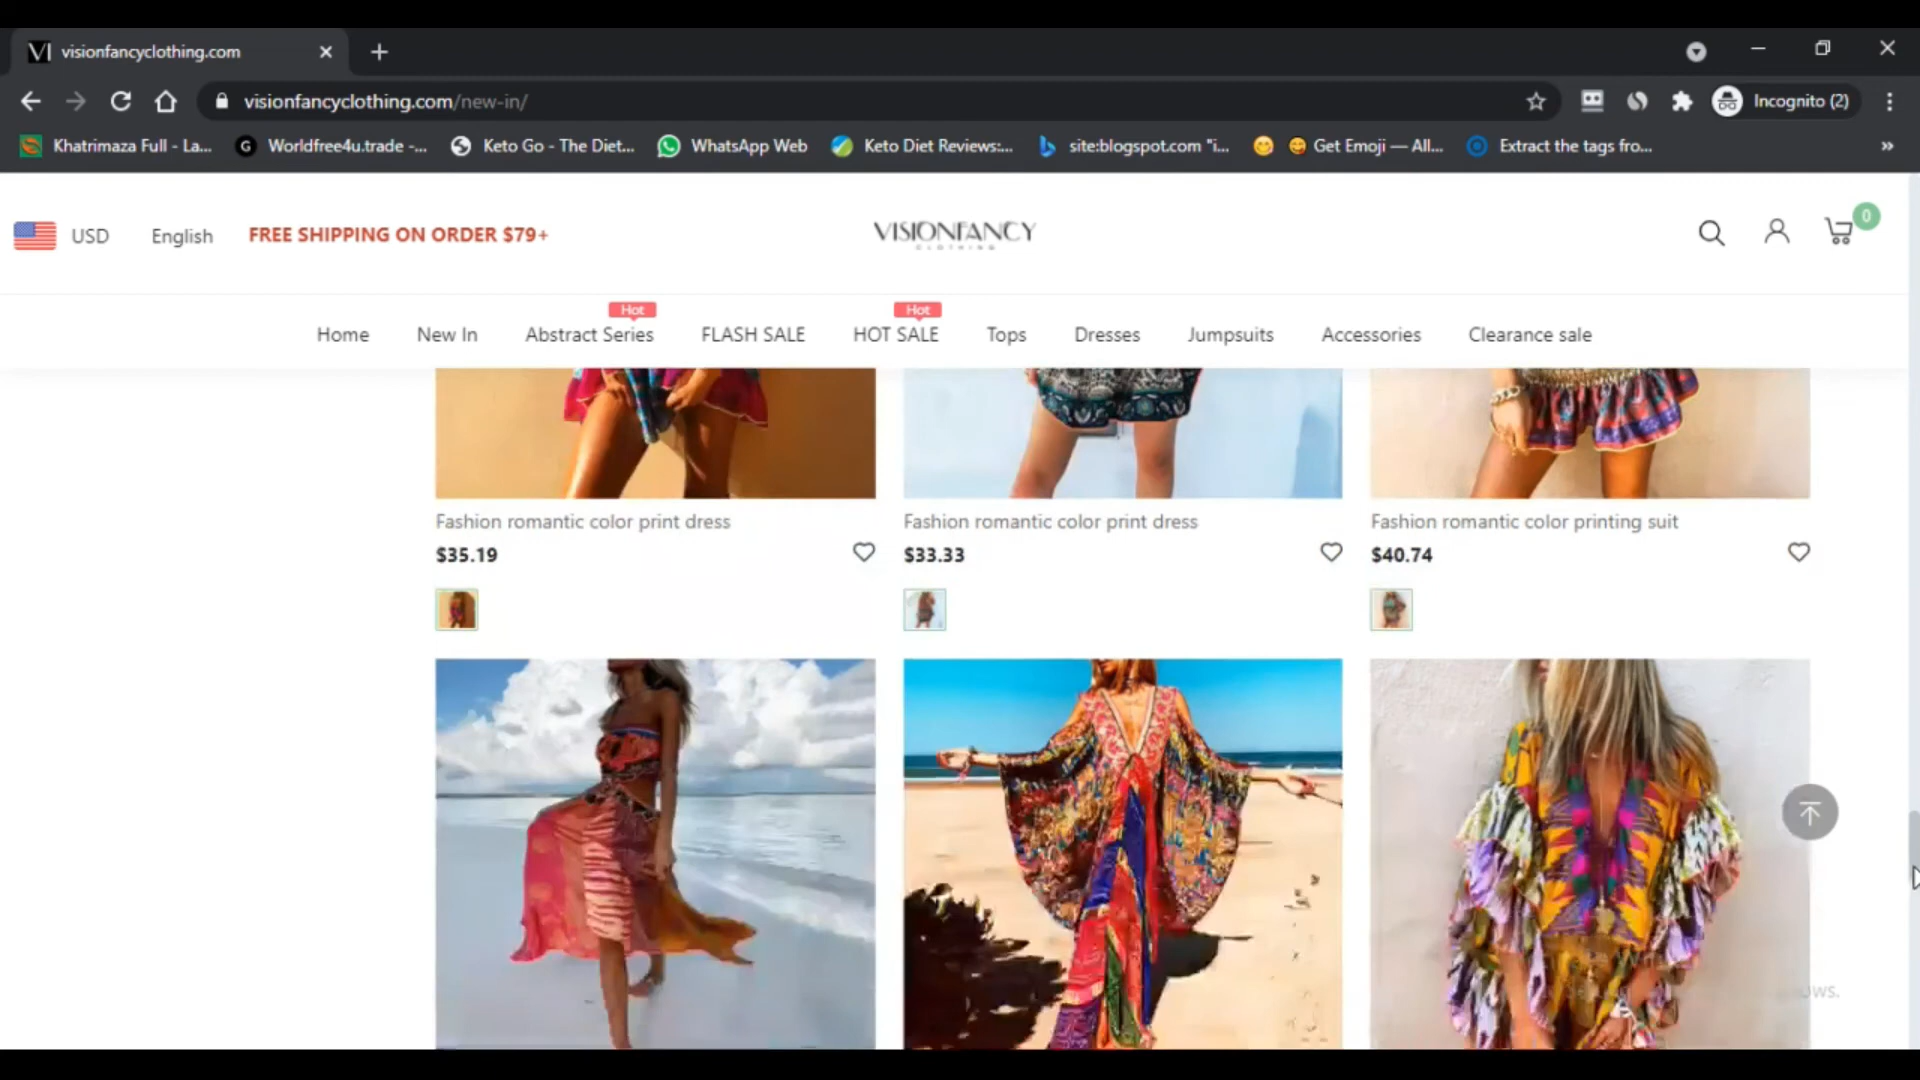 VI visionfancyclothing.com
visionfancyclothing.com/new-in/
Incognito (2)
Khatrimaza Full - La...
G Worldfree4u.trade -...
Keto Go - The Diet...
WhatsApp Web
Keto Diet Reviews:...
site:blogspot.com "i...
Get Emoji — All...
Extract the tags fro...
USD English FREE SHIPPING ON ORDER $79+
VISIONFANCY
CLOTHING
0
Hot Hot
Home New In Abstract Series FLASH SALE HOT SALE Tops Dresses Jumpsuits Accessories Clearance sale
Fashion romantic color print dress
$35.19
Fashion romantic color print dress
$33.33
Fashion romantic color printing suit
$40.74